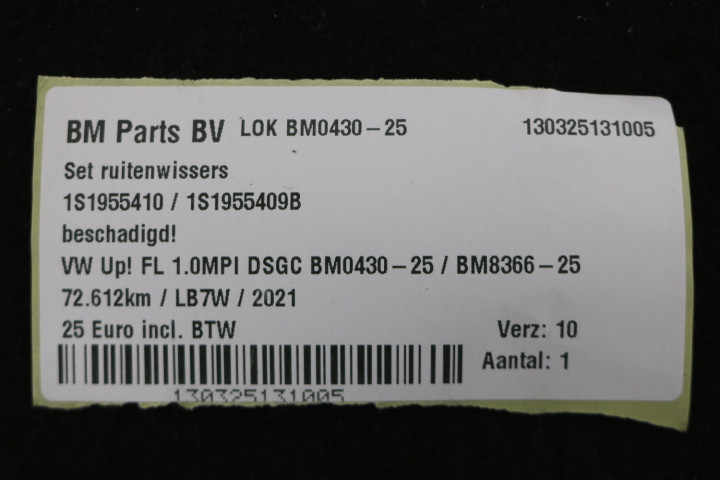 BM Parts BV LOK BM0430-25 130325131005
Set ruitenwissers
1S1955410 / 1S1955409B
beschadigd!
VW Up! FL 1.0MPI DSGC BM0430-25 / BM8366-25
72.612km / LB7W / 2021
25 Euro incl. BTW Verz: 10
Aantal: 1
130325131005